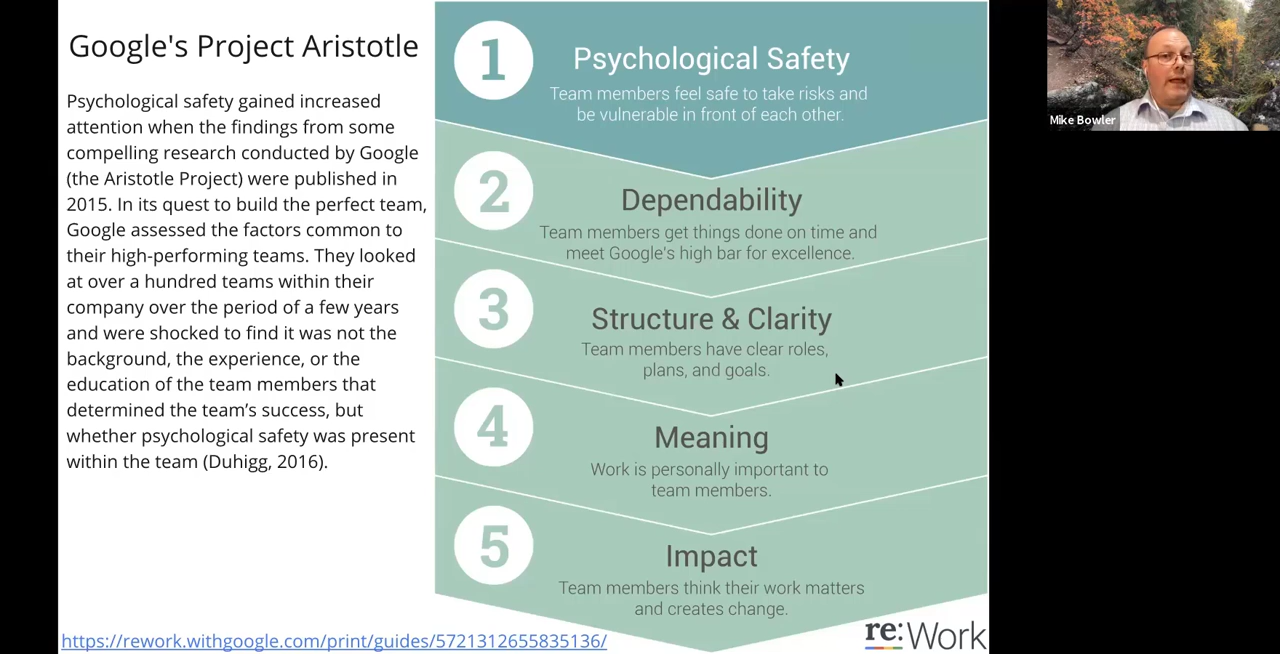 Google's Project Aristotle
Psychological safety gained increased
attention when the findings from some
compelling research conducted by Google
(the Aristotle Project) were published in
2015. In its quest to build the perfect team,
Google assessed the factors common to
their high-performing teams. They looked
at over a hundred teams within their
company over the period of a few years
and were shocked to find it was not the
background, the experience, or the
education of the team members that
determined the team’s success, but
whether psychological safety was present
within the team (Duhigg, 2016).
https://rework.withgoogle.com/print/guides/5721312655835136/
1
Psychological Safety
Team members feel safe to take risks and
be vulnerable in front of each other.
2
Dependability
Team members get things done on time and
meet Google's high bar for excellence.
3
Structure & Clarity
Team members have clear roles,
plans, and goals.
4
Meaning
Work is personally important to
team members.
5
Impact
Team members think their work matters
and creates change.
re:Work
Mike Bowler